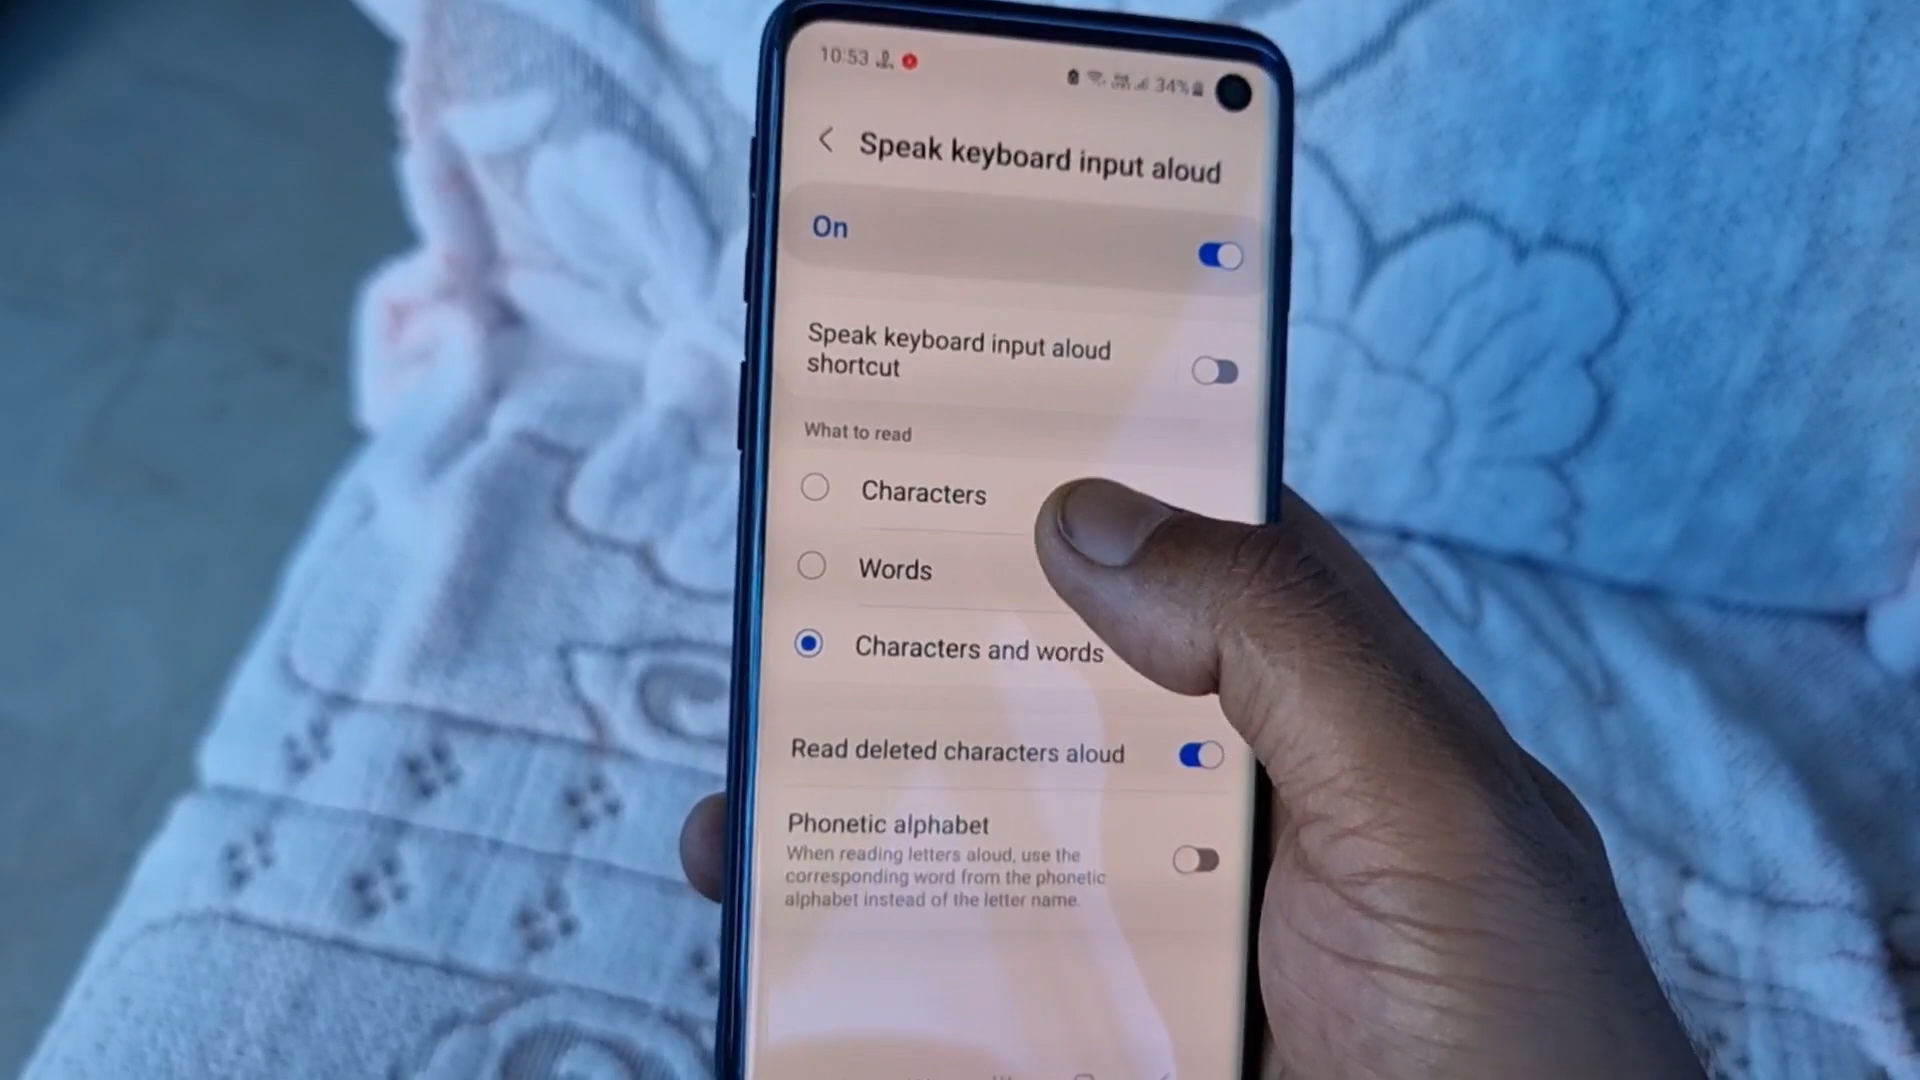 10:53
34%
Speak keyboard input aloud
On
Speak keyboard input aloud
shortcut
What to read
Characters
Words
Characters and words
Read deleted characters aloud
Phonetic alphabet
When reading letters aloud, use the
corresponding word from the phonetic
alphabet instead of the letter name.